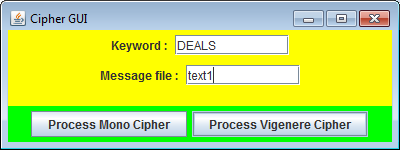 Cipher GUI
Keyword : DEALS
Message file : text1
Process Mono Cipher Process Vigenere Cipher